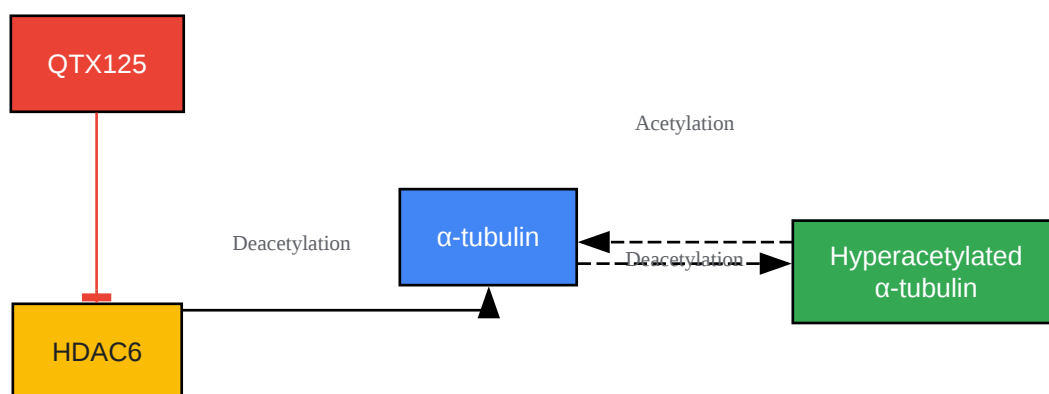 QTX125
Acetylation
α-tubulin
Deacetylation
Deacetylation
Hyperacetylated
α-tubulin
HDAC6